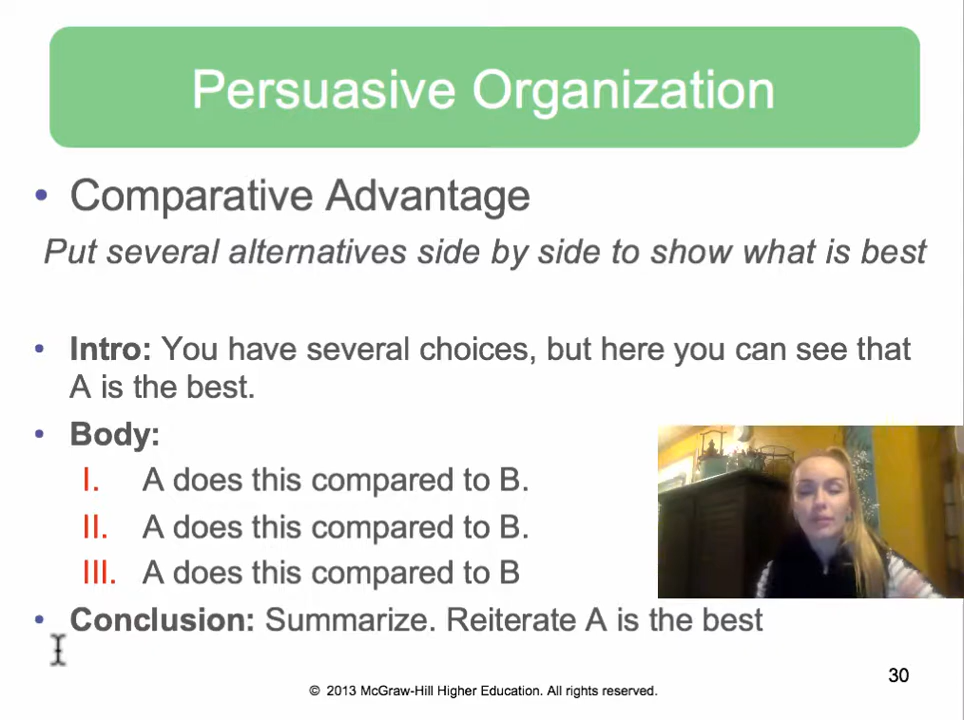 Persuasive Organization
• Comparative Advantage
Put several alternatives side by side to show what is best
• Intro: You have several choices, but here you can see that
A is the best.
• Body:
I. A does this compared to B.
II. A does this compared to B.
III. A does this compared to B
• Conclusion: Summarize. Reiterate A is the best
30
© 2013 McGraw-Hill Higher Education. All rights reserved.